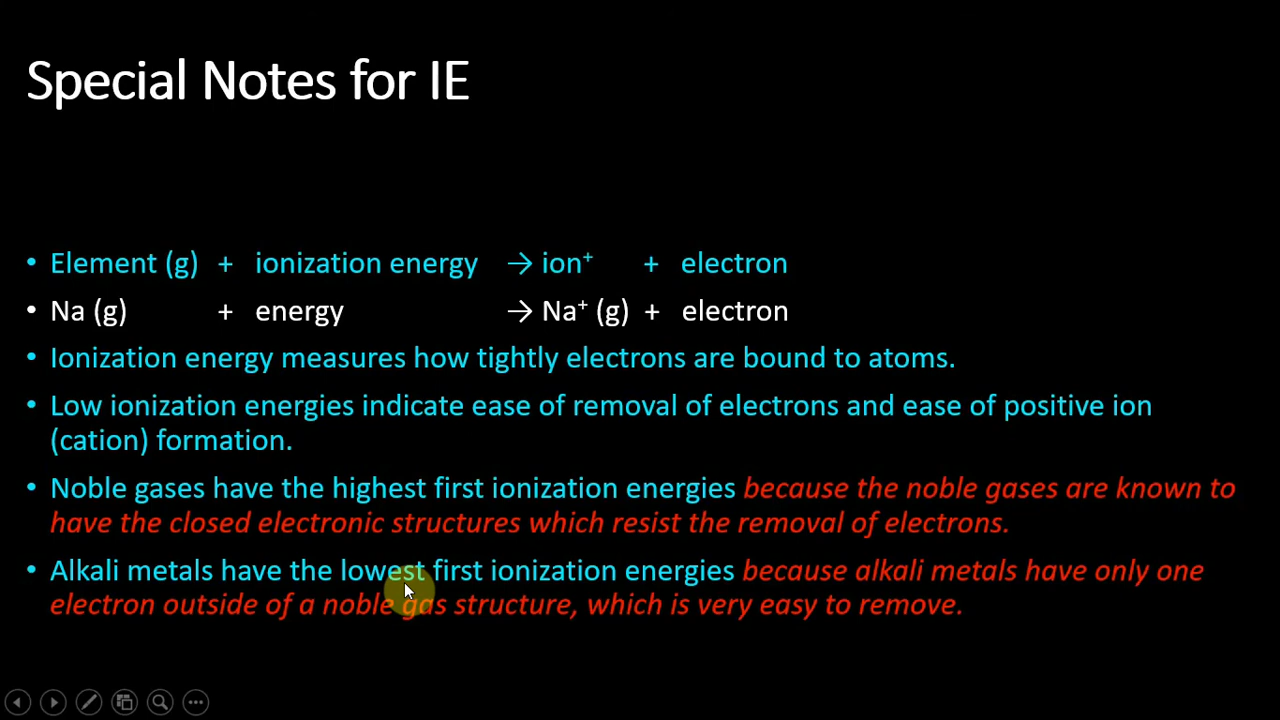 Special Notes for IE
• Element (g) + ionization energy → ion⁺ + electron
• Na (g) + energy → Na⁺ (g) + electron
• Ionization energy measures how tightly electrons are bound to atoms.
• Low ionization energies indicate ease of removal of electrons and ease of positive ion
(cation) formation.
• Noble gases have the highest first ionization energies because the noble gases are known to
have the closed electronic structures which resist the removal of electrons.
• Alkali metals have the lowest first ionization energies because alkali metals have only one
electron outside of a noble gas structure, which is very easy to remove.